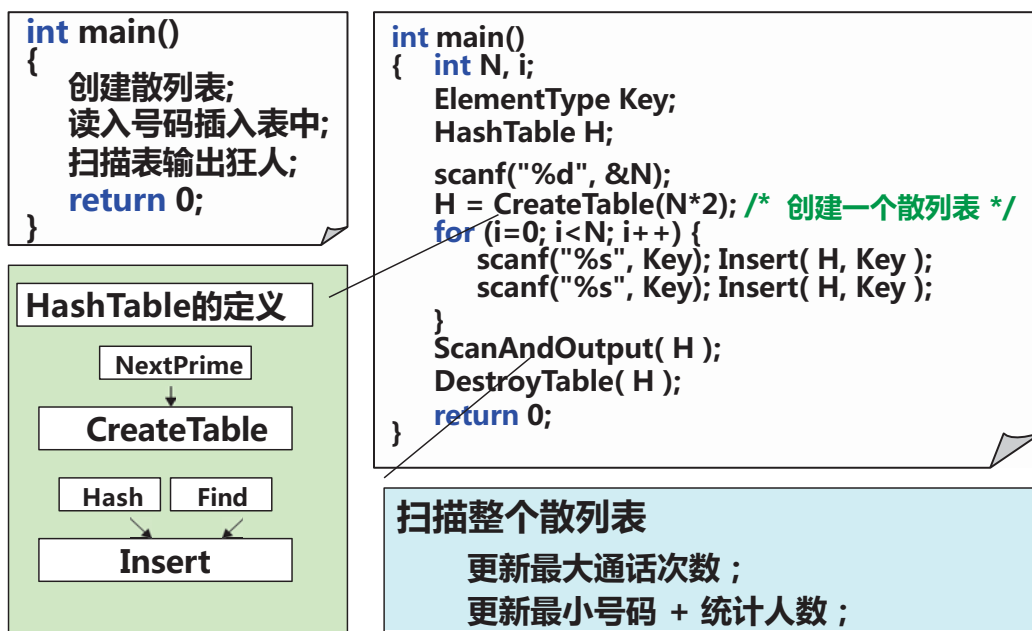 int main()
{
创建散列表;
读入号码插入表中;
扫描表输出狂人;
return 0;
}
int main()
{ int N, i;
ElementType Key;
HashTable H;
scanf("%d", &N);
H = CreateTable(N*2); /* 创建一个散列表 */
for (i=0; i<N; i++) {
scanf("%s", Key); Insert( H, Key );
scanf("%s", Key); Insert( H, Key );
}
ScanAndOutput( H );
DestroyTable( H );
return 0;
}
HashTable的定义
NextPrime
CreateTable
Hash Find
Insert
扫描整个散列表
更新最大通话次数；
更新最小号码 + 统计人数；